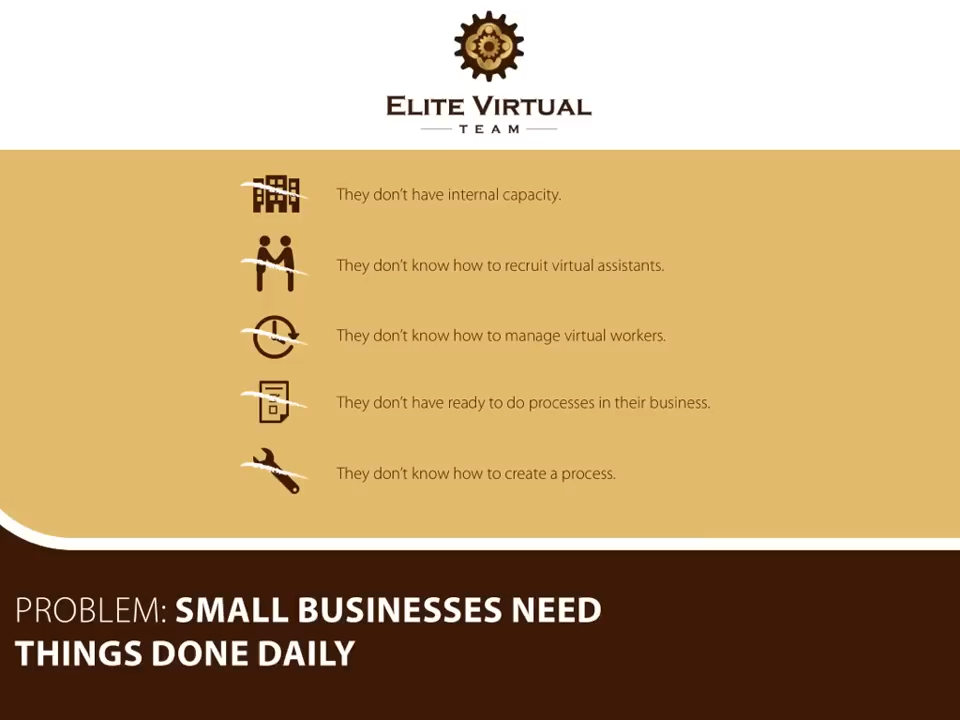 ELITE VIRTUAL
TEAM
They don't have internal capacity.
They don't know how to recruit virtual assistants.
They don't know how to manage virtual workers.
They don't have ready to do processes in their business.
They don't know how to create a process.
PROBLEM: SMALL BUSINESSES NEED
THINGS DONE DAILY